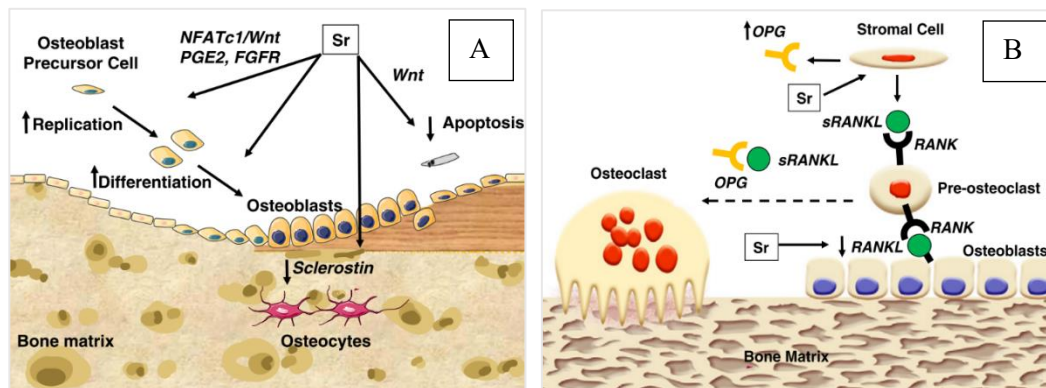 A
Osteoblast
Precursor Cell
NFATc1/Wnt
PGE2, FGFR
Sr
Wnt
Replication
Apoptosis
Differentiation
Osteoblasts
Sclerostin
Bone matrix
Osteocytes
B
OPG
Stromal Cell
Sr
sRANKL
RANK
sRANKL
OPG
Osteoclast
Pre-osteoclast
RANK
Sr
RANKL
Osteoblasts
Bone Matrix